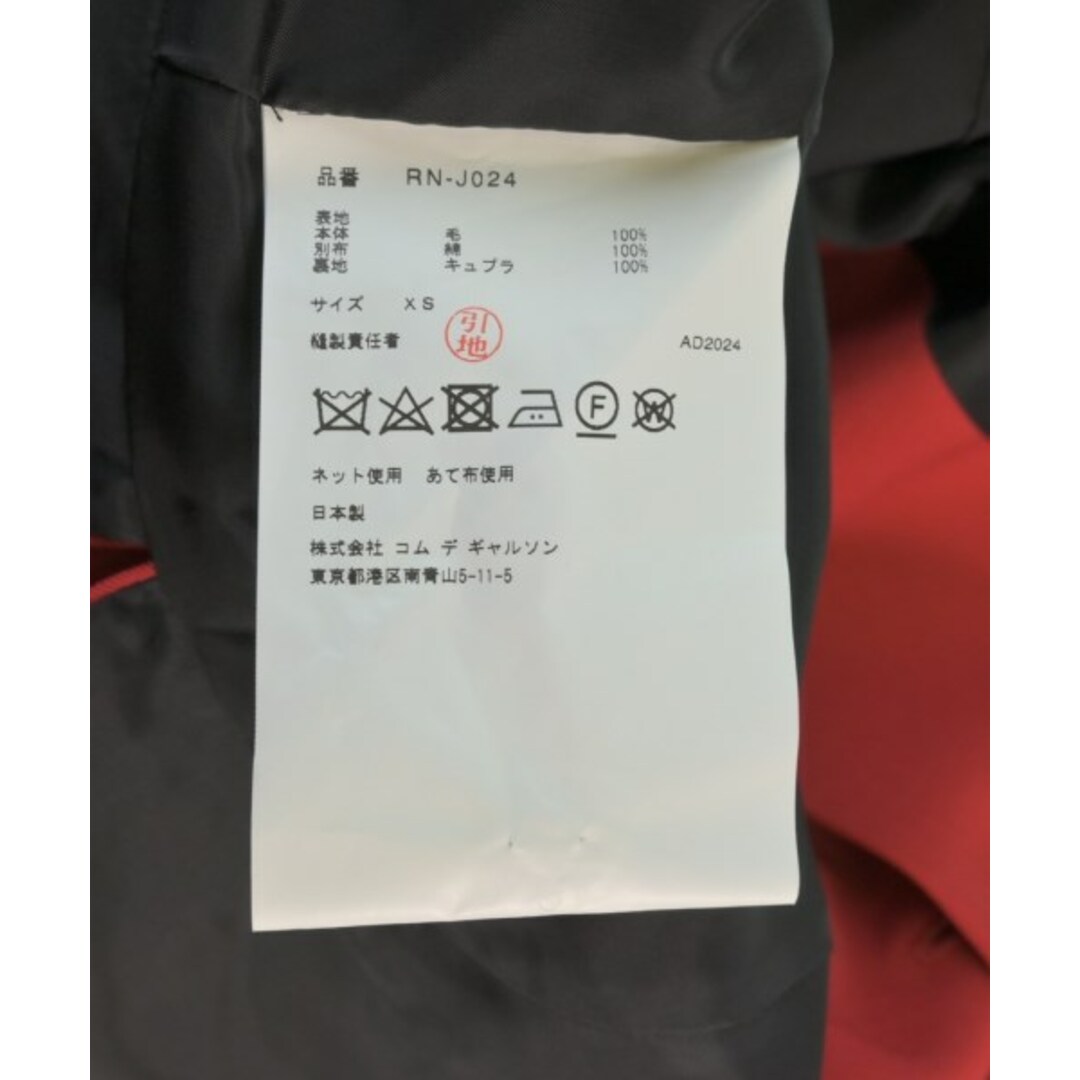 品番 RN-J024
表地
本体 毛 100%
別布 綿 100%
裏地 キュプラ 100%
サイズ XS
縫製責任者 引地 AD2024
F W
ネット使用 あて布使用
日本製
株式会社 コム デ ギャルソン
東京都港区南青山5-11-5